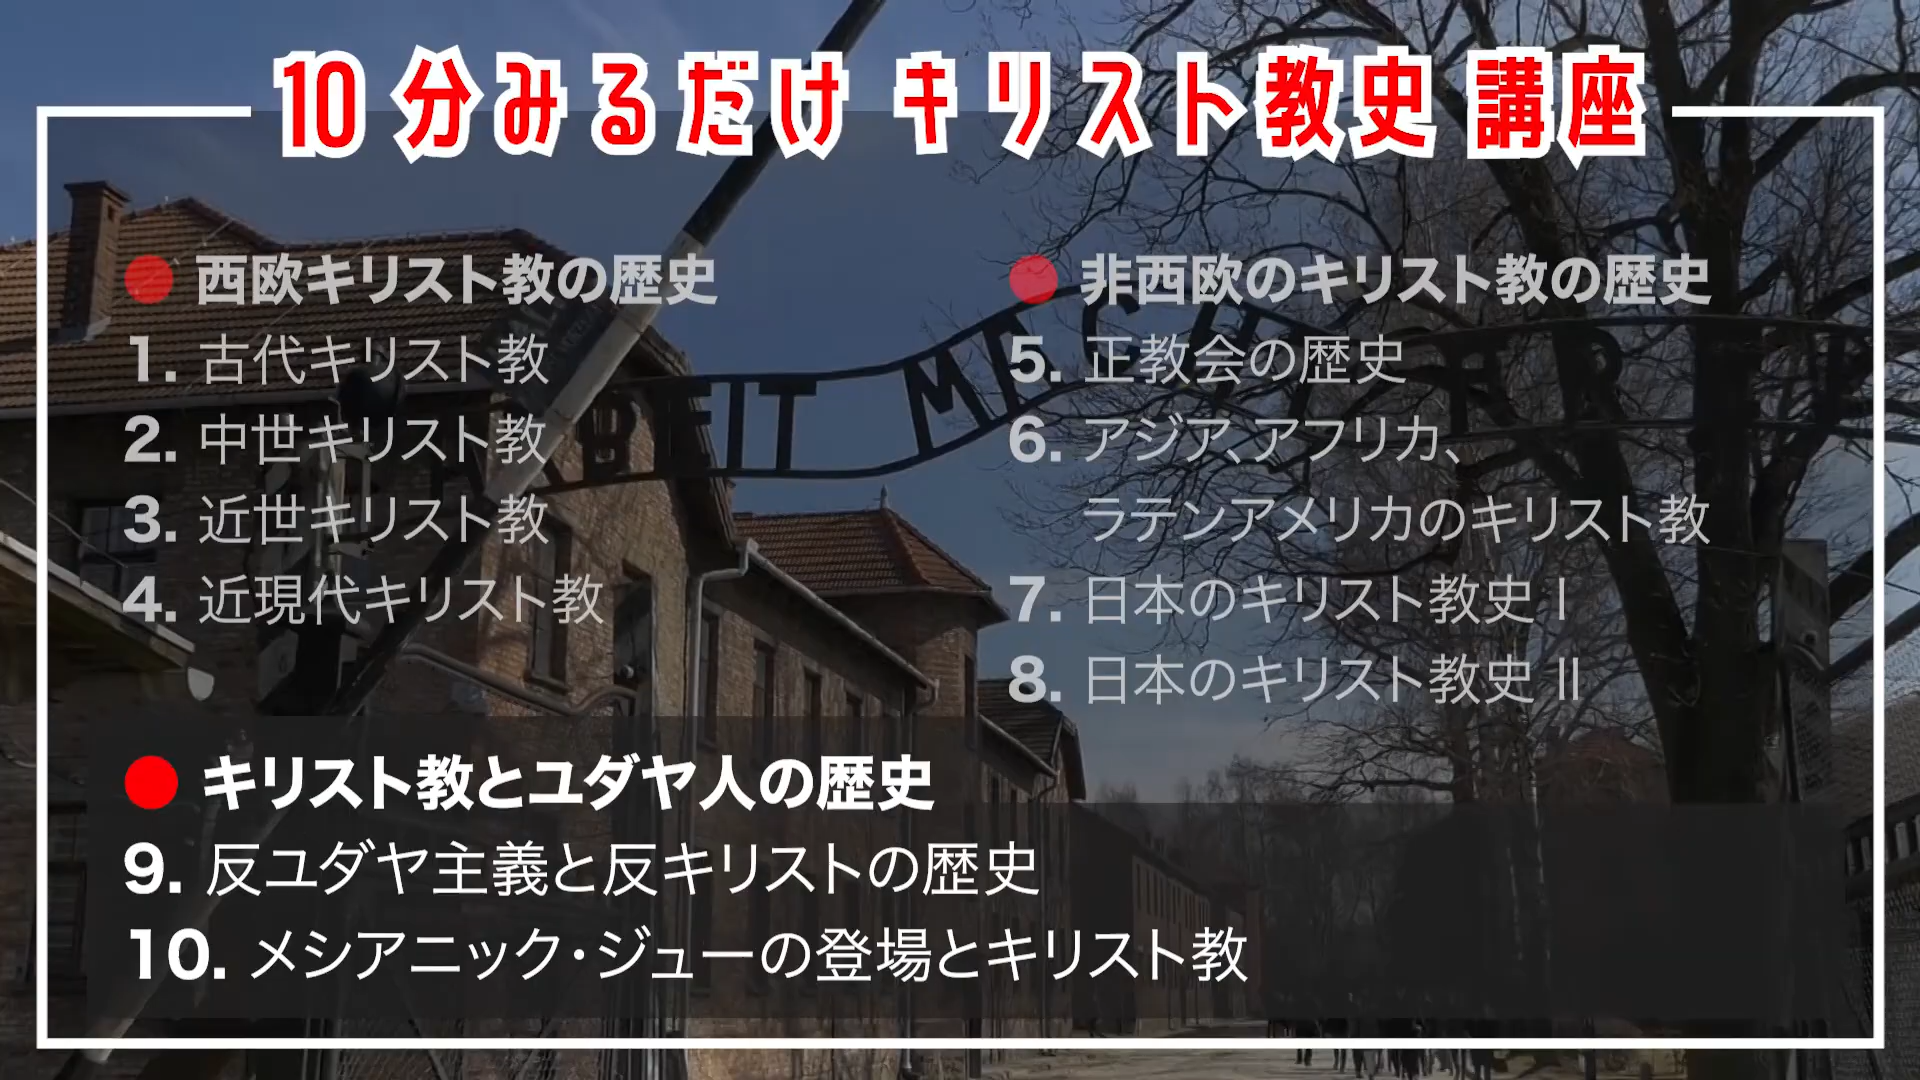 10分みるだけ キリスト教史 講座
● 西欧キリスト教の歴史
1. 古代キリスト教
2. 中世キリスト教
3. 近世キリスト教
4. 近現代キリスト教
● 非西欧のキリスト教の歴史
5. 正教会の歴史
6. アジア、アフリカ、
ラテンアメリカのキリスト教
7. 日本のキリスト教史 I
8. 日本のキリスト教史 II
● キリスト教とユダヤ人の歴史
9. 反ユダヤ主義と反キリストの歴史
10. メシアニック・ジューの登場とキリスト教
ARBEIT MACHT FREI